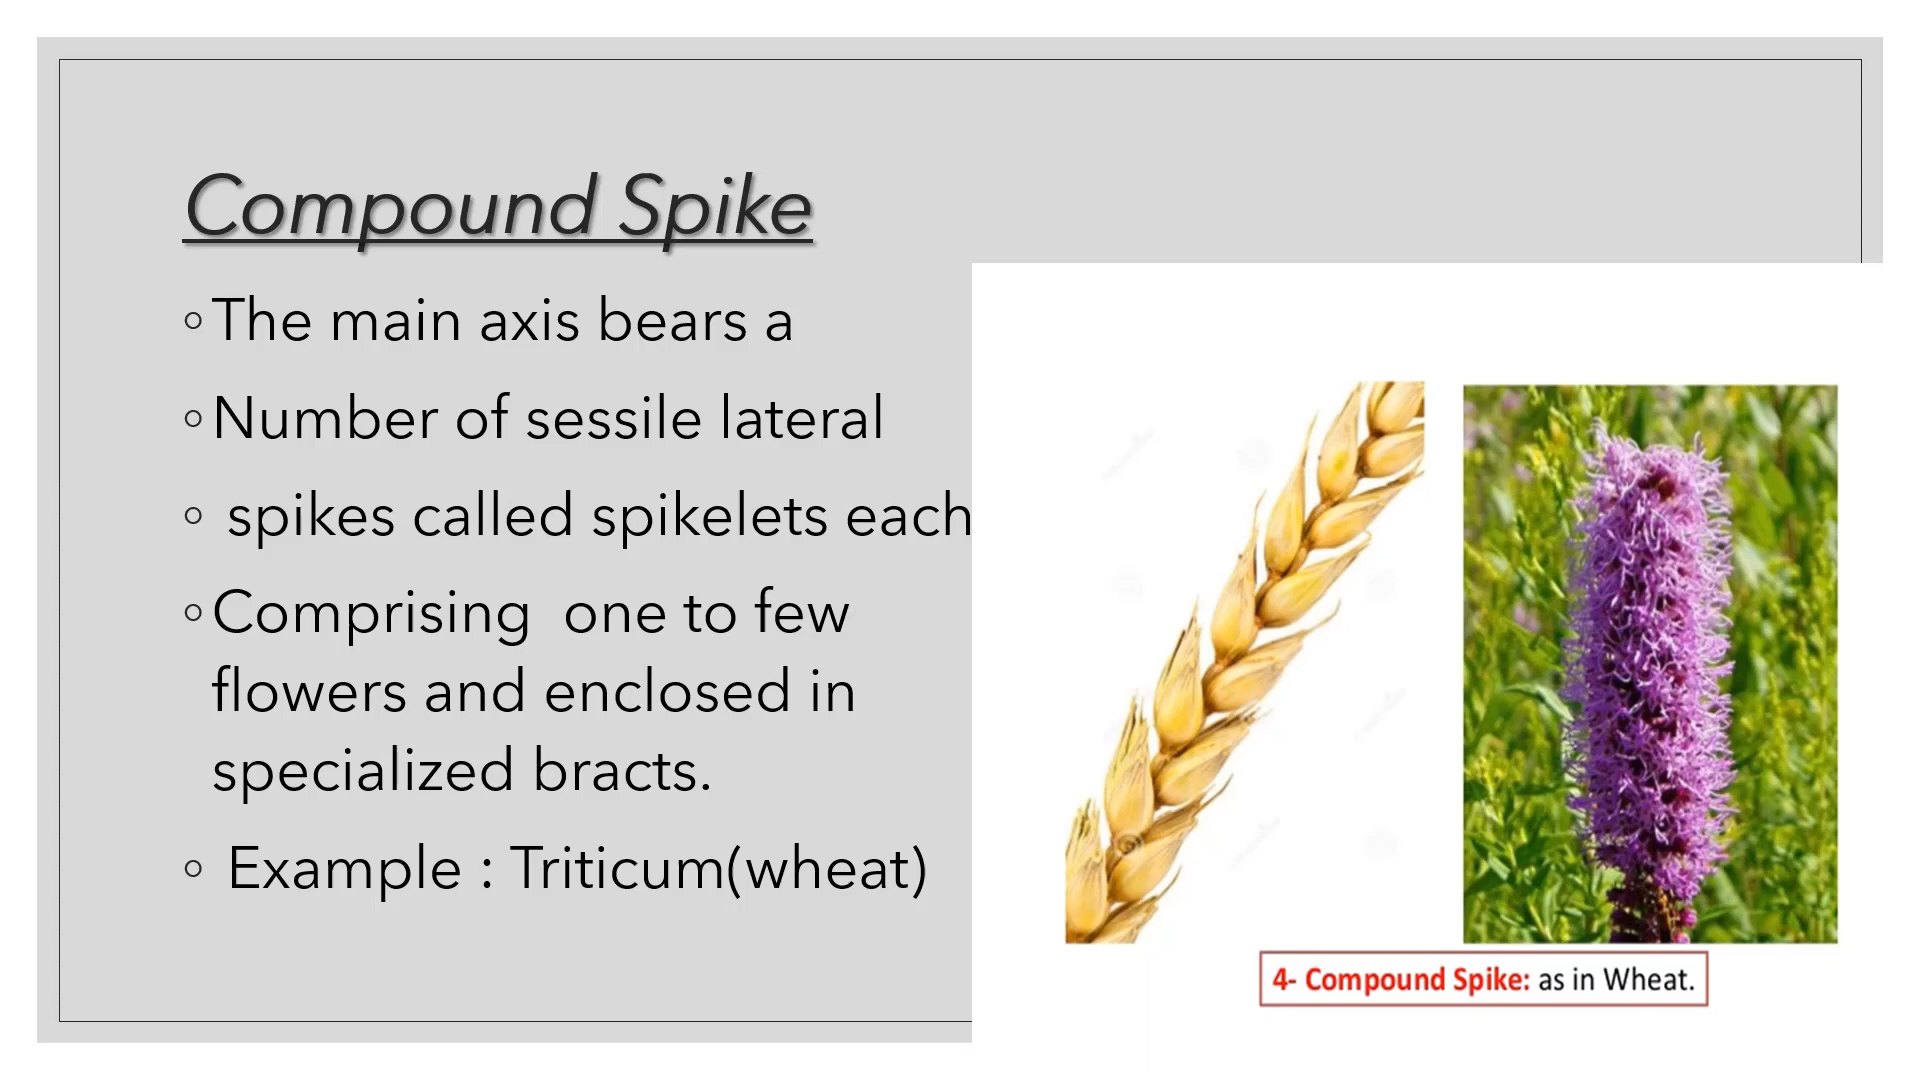 Compound Spike
◦The main axis bears a
◦Number of sessile lateral
◦ spikes called spikelets each
◦Comprising  one to few
flowers and enclosed in
specialized bracts.
◦ Example : Triticum(wheat)
4- Compound Spike: as in Wheat.